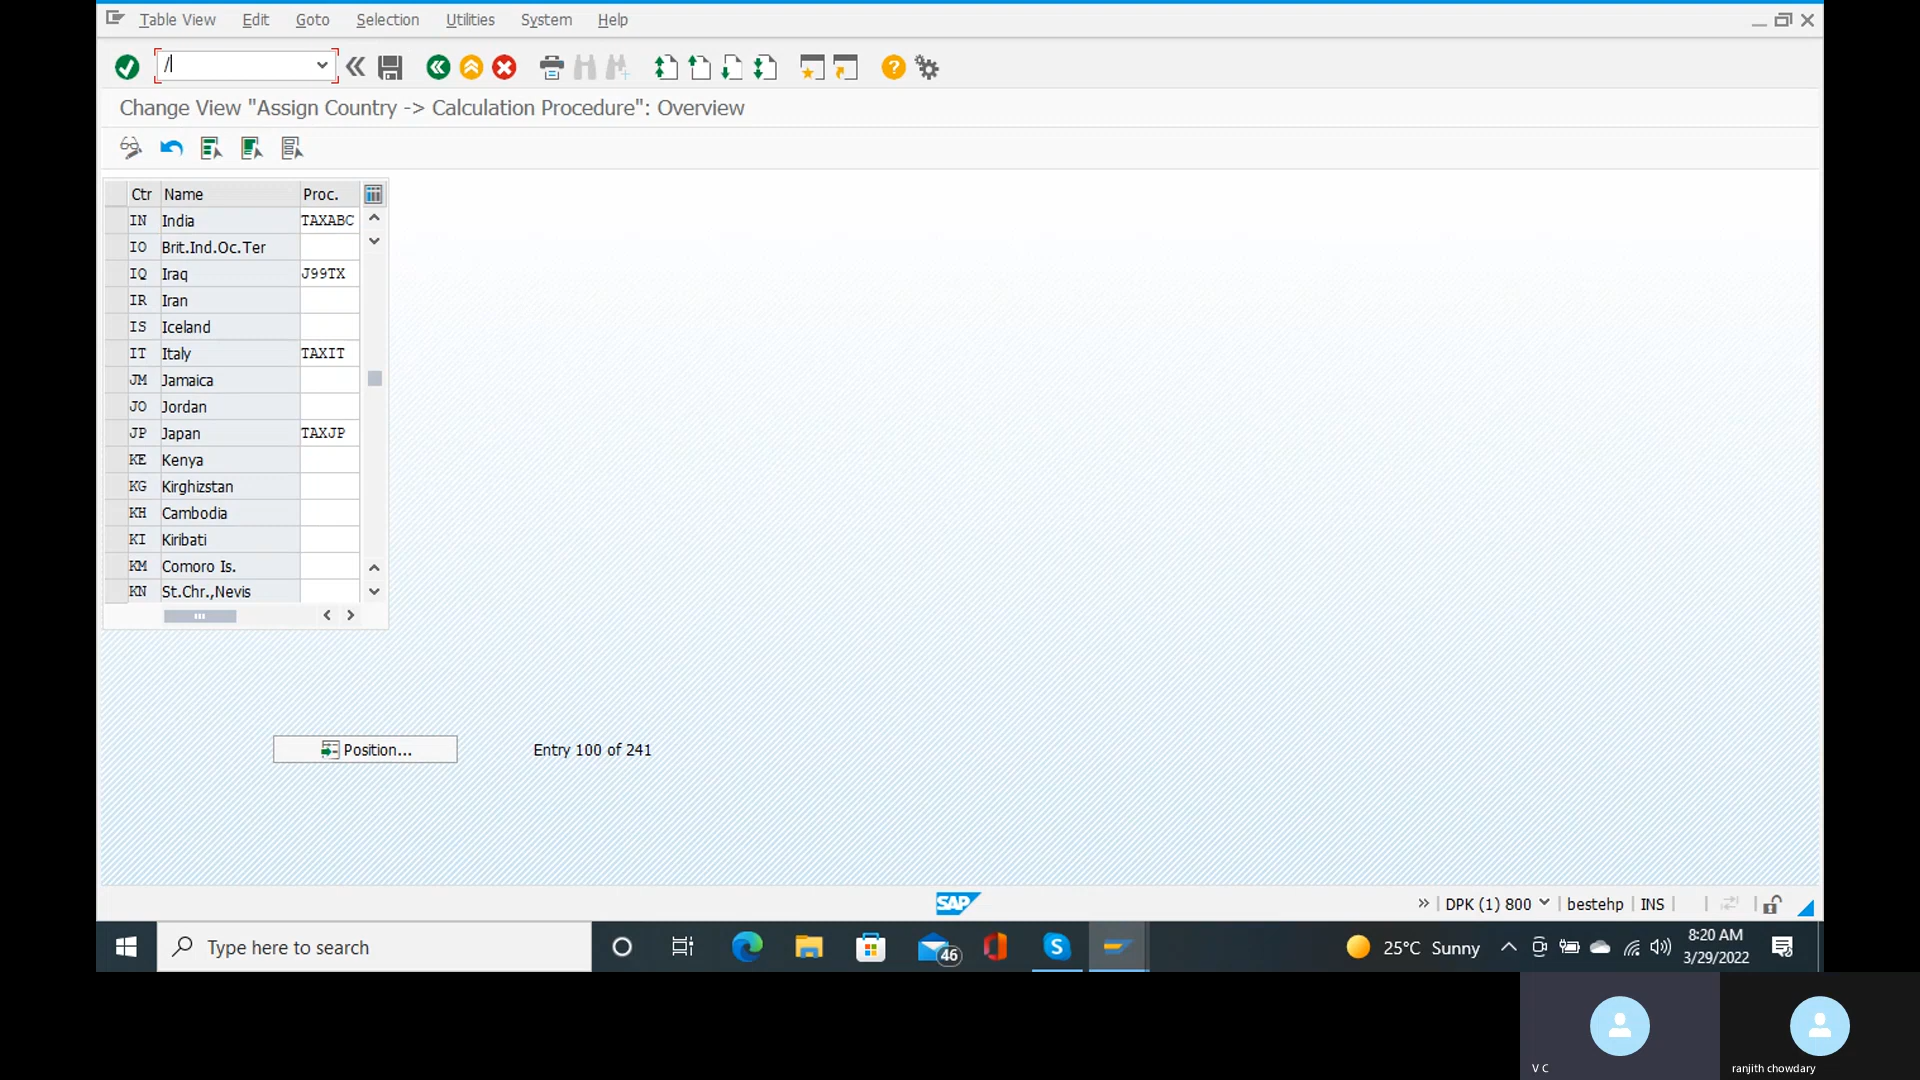 Table View Edit Goto Selection Utilities System Help
/
Change View "Assign Country -> Calculation Procedure": Overview
Ctr Name Proc.
IN India TAXABC
IO Brit.Ind.Oc.Ter
IQ Iraq J99TX
IR Iran
IS Iceland
IT Italy TAXIT
JM Jamaica
JO Jordan
JP Japan TAXJP
KE Kenya
KG Kirghizstan
KH Cambodia
KI Kiribati
KM Comoro Is.
KN St.Chr.,Nevis
Position... Entry 100 of 241
SAP » DPK (1) 800 bestehp INS
Type here to search 46 S 25°C Sunny 8:20 AM
3/29/2022
V C ranjith chowdary